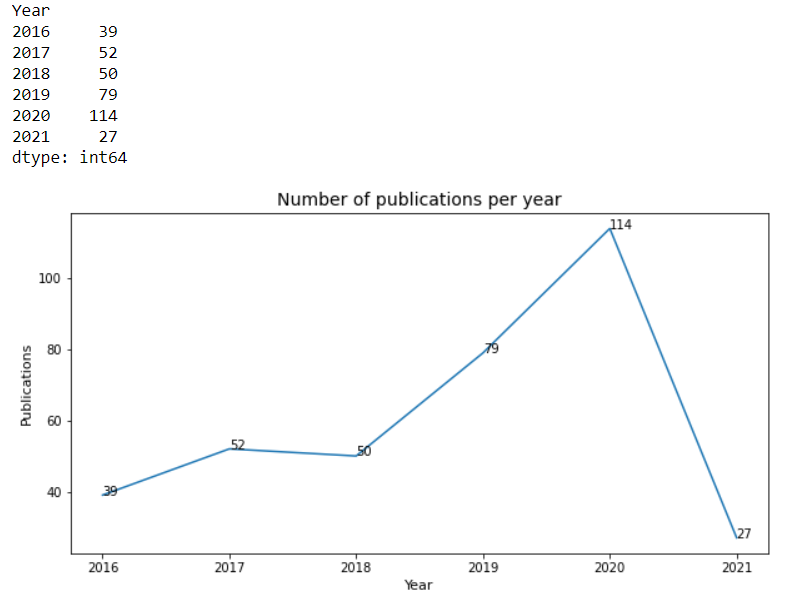 Year
2016 39
2017 52
2018 50
2019 79
2020 114
2021 27
dtype: int64
Number of publications per year
114
100
80
79
Publications
60
52
50
40
39
27
2016 2017 2018 2019 2020 2021
Year